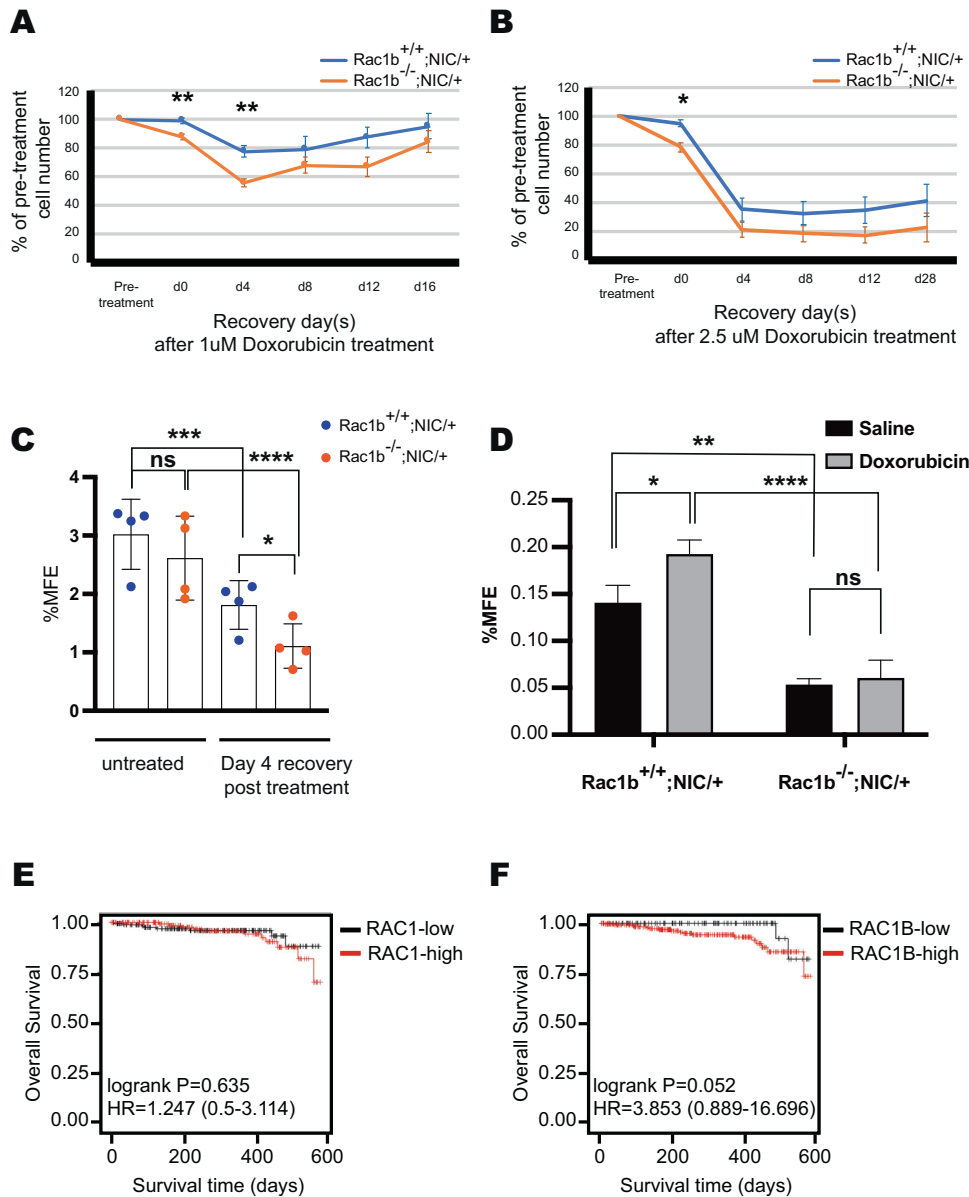 A
Rac1b+/+;NIC/+
Rac1b-/-;NIC/+
% of pre-treatment
cell number
120
100
80
60
40
20
0
** **
Pre-
treatment
d0 d4 d8 d12 d16
Recovery day(s)
after 1uM Doxorubicin treatment
B
Rac1b+/+;NIC/+
Rac1b-/-;NIC/+
% of pre-treatment
cell number
120
100
80
60
40
20
0
*
Pre-
treatment
d0 d4 d8 d12 d28
Recovery day(s)
after 2.5 uM Doxorubicin treatment
C
Rac1b+/+;NIC/+
Rac1b-/-;NIC/+
***
ns ****
*
%MFE
4
3
2
1
0
untreated
Day 4 recovery
post treatment
D
Saline
Doxorubicin
**
* ****
ns
%MFE
0.25
0.20
0.15
0.10
0.05
0.00
Rac1b+/+;NIC/+ Rac1b-/-;NIC/+
E
Overall Survival
1.00
0.75
0.50
0.25
0.00
RAC1-low
RAC1-high
logrank P=0.635
HR=1.247 (0.5-3.114)
0 200 400 600
Survival time (days)
F
Overall Survival
1.00
0.75
0.50
0.25
0.00
RAC1B-low
RAC1B-high
logrank P=0.052
HR=3.853 (0.889-16.696)
0 200 400 600
Survival time (days)